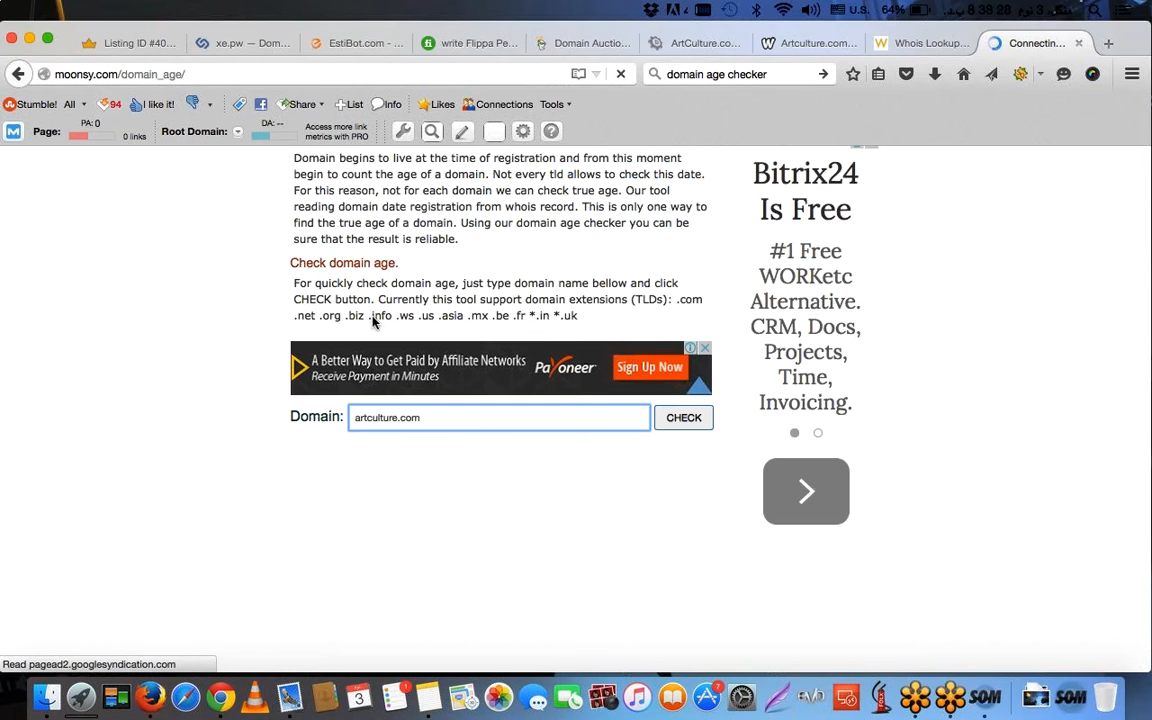 64% U.S.
Listing ID #40... xe.pw — Dom... EstiBot.com - ... write Flippa Pe... Domain Auctio... ArtCulture.co... Artculture.com... Whois Lookup... Connectin...
moonsy.com/domain_age/ domain age checker
Stumble! All 94 I like it! Share List Info Likes Connections Tools
Page: PA: 0 0 links Root Domain: DA: -- Access more link metrics with PRO
Domain begins to live at the time of registration and from this moment
begin to count the age of a domain. Not every tld allows to check this date.
For this reason, not for each domain we can check true age. Our tool
reading domain date registration from whois record. This is only one way to
find the true age of a domain. Using our domain age checker you can be
sure that the result is reliable.
Check domain age.
For quickly check domain age, just type domain name bellow and click
CHECK button. Currently this tool support domain extensions (TLDs): .com
.net .org .biz .info .ws .us .asia .mx .be .fr *.in *.uk
A Better Way to Get Paid by Affiliate Networks
Receive Payment in Minutes
Payoneer
Sign Up Now
Domain: artculture.com CHECK
Bitrix24
Is Free
#1 Free
WORKetc
Alternative.
CRM, Docs,
Projects,
Time,
Invoicing.
Read pagead2.googlesyndication.com
3 1 7 SOM SOM